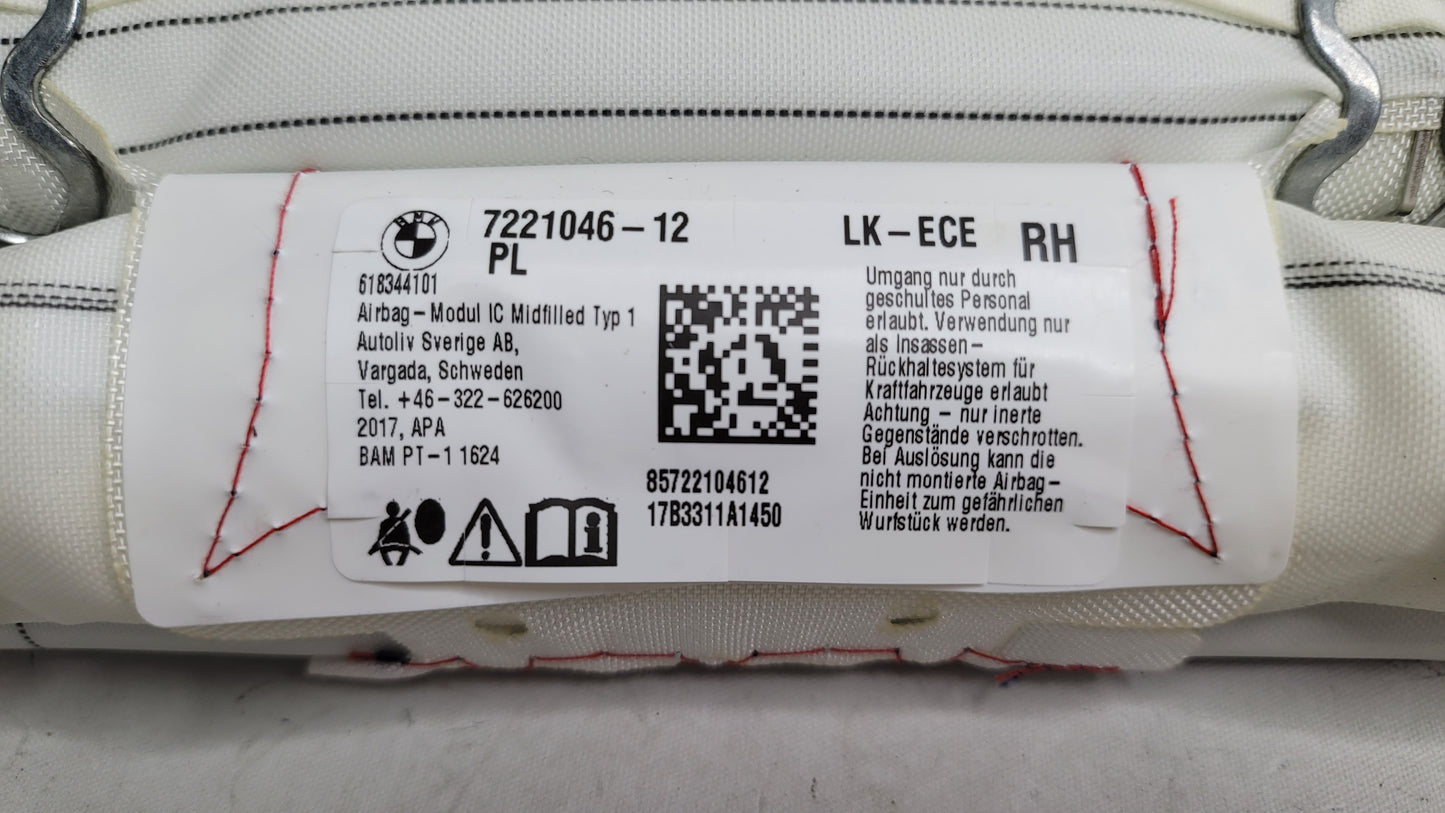 BMW
7221046-12
PL
LK-ECE
RH
618344101
Airbag-Modul IC Midfilled Typ 1
Autoliv Sverige AB,
Vargada, Schweden
Tel. +46-322-626200
2017, APA
BAM PT-1 1624
85722104612
17B3311A1450
Umgang nur durch
geschultes Personal
erlaubt. Verwendung nur
als Insassen-
Rückhaltesystem für
Kraftfahrzeuge erlaubt
Achtung - nur inerte
Gegenstände verschrotten.
Bei Auslösung kann die
nicht montierte Airbag-
Einheit zum gefährlichen
Wurfstück werden.